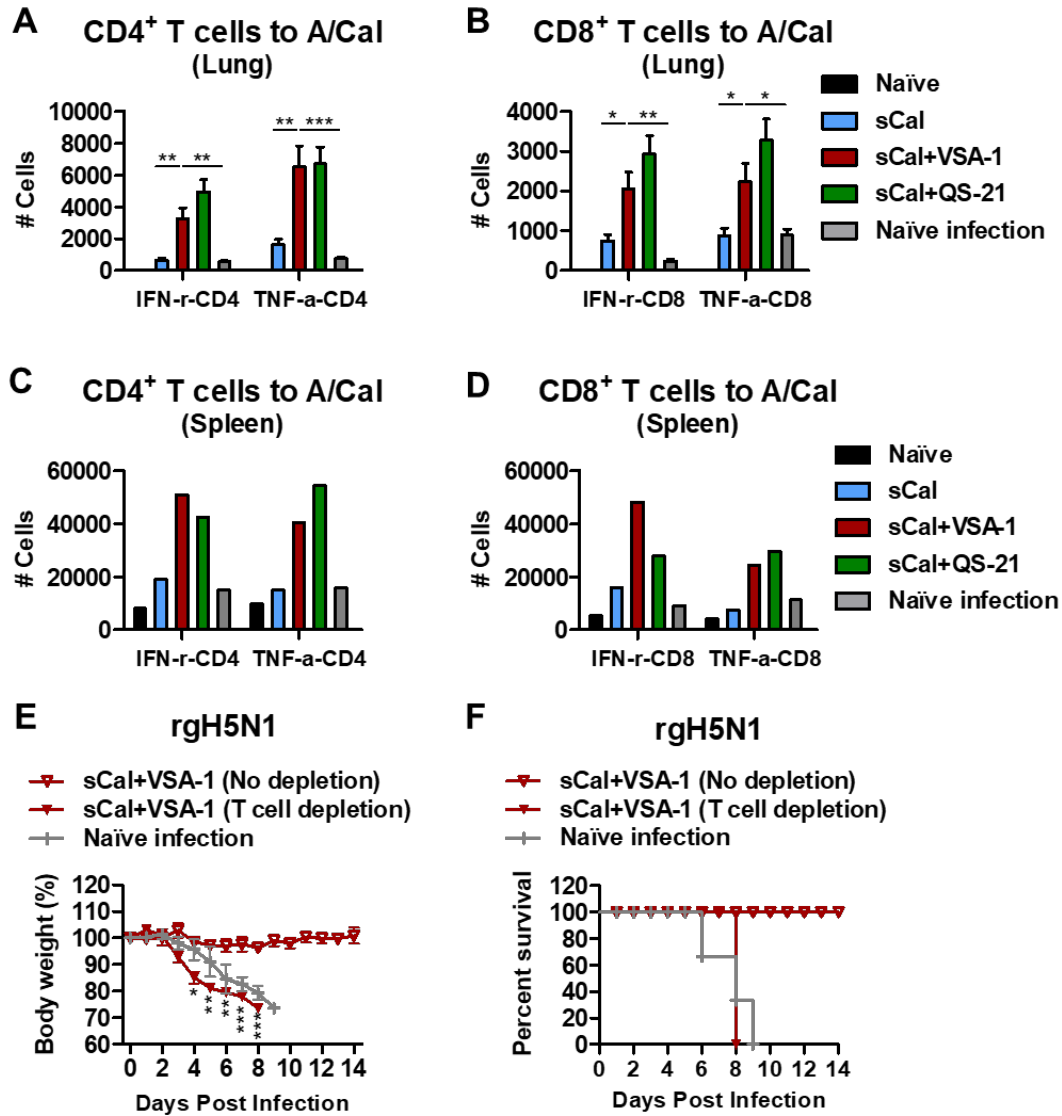 A
CD4⁺ T cells to A/Cal
(Lung)
10000
8000
6000
4000
2000
0
# Cells
** **
** ***
IFN-r-CD4 TNF-a-CD4
B
CD8⁺ T cells to A/Cal
(Lung)
4000
3000
2000
1000
0
# Cells
* **
* *
IFN-r-CD8 TNF-a-CD8
Naïve
sCal
sCal+VSA-1
sCal+QS-21
Naïve infection
C
CD4⁺ T cells to A/Cal
(Spleen)
60000
40000
20000
0
# Cells
IFN-r-CD4 TNF-a-CD4
D
CD8⁺ T cells to A/Cal
(Spleen)
60000
40000
20000
0
# Cells
IFN-r-CD8 TNF-a-CD8
Naïve
sCal
sCal+VSA-1
sCal+QS-21
Naïve infection
E
rgH5N1
sCal+VSA-1 (No depletion)
sCal+VSA-1 (T cell depletion)
Naïve infection
120
110
100
90
80
70
60
Body weight (%)
* ** ** *** ***
0 2 4 6 8 10 12 14
Days Post Infection
F
rgH5N1
sCal+VSA-1 (No depletion)
sCal+VSA-1 (T cell depletion)
Naïve infection
120
100
80
60
40
20
0
Percent survival
0 2 4 6 8 10 12 14
Days Post Infection